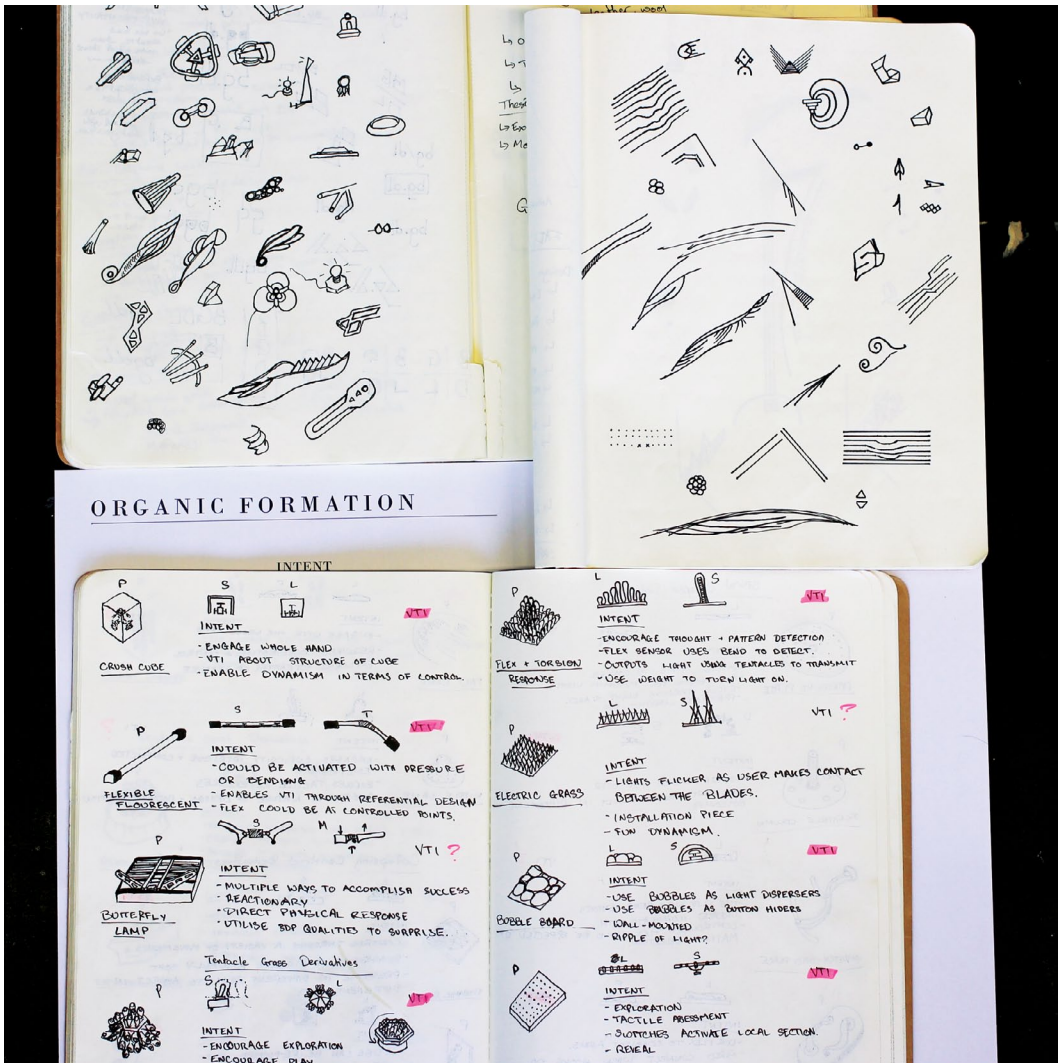 leather, wool
ORGANIC FORMATION
INTENT
P
S
L
VTI
INTENT
- ENGAGE WHOLE HAND
- VTI ABOUT STRUCTURE OF CUBE
- ENABLE DYNAMISM IN TERMS OF CONTROL.
CRUSH CUBE
P
S
T
VTI
INTENT
- COULD BE ACTIVATED WITH PRESSURE
OR BENDING
- ENABLES VTI THROUGH REFERENTIAL DESIGN
- FLEX COULD BE AT CONTROLLED POINTS.
FLEXIBLE
FLOURESCENT
P
S
M
VTI ?
INTENT
- MULTIPLE WAYS TO ACCOMPLISH SUCCESS
- REACTIONARY
- DIRECT PHYSICAL RESPONSE
- UTILISE BDP QUALITIES TO SURPRISE.
BUTTERFLY
LAMP
Tentacle Grass Derivatives
P
S
L
VTI
INTENT
- ENCOURAGE EXPLORATION
- ENCOURAGE PLAY
P
L
S
VTI
INTENT
- ENCOURAGE THOUGHT + PATTERN DETECTION
- FLEX SENSOR USES BEND TO DETECT.
- OUTPUTS LIGHT USING TENTACLES TO TRANSMIT
- USE WEIGHT TO TURN LIGHT ON.
FLEX + TORSION
RESPONSE
P
L
S
VTI ?
INTENT
- LIGHTS FLICKER AS USER MAKES CONTACT
BETWEEN THE BLADES.
- INSTALLATION PIECE
- FUN DYNAMISM.
ELECTRIC GRASS
P
L
S
VTI
INTENT
- USE BUBBLES AS LIGHT DISPERSERS
- USE BUBBLES AS BUTTON HIDERS
- WALL-MOUNTED
- RIPPLE OF LIGHT?
BUBBLE BOARD
P
L
S
VTI
INTENT
- EXPLORATION
- TACTILE ASESSMENT
- SWITCHES ACTIVATE LOCAL SECTION.
- REVEAL